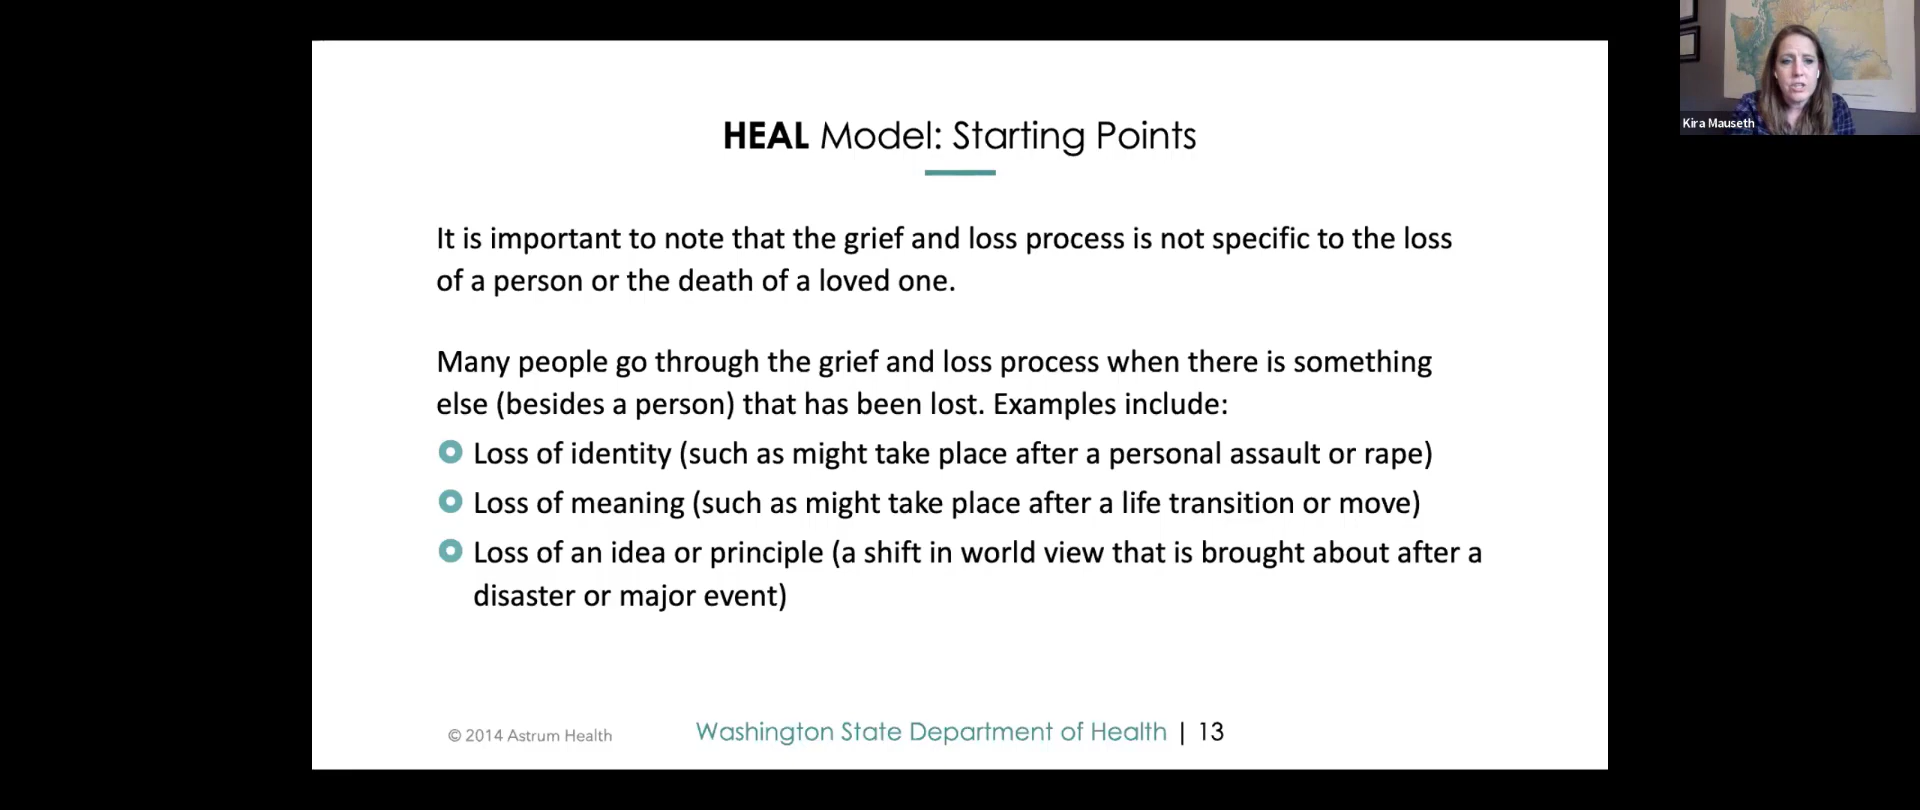 HEAL Model: Starting Points
It is important to note that the grief and loss process is not specific to the loss
of a person or the death of a loved one.
Many people go through the grief and loss process when there is something
else (besides a person) that has been lost. Examples include:
Loss of identity (such as might take place after a personal assault or rape)
Loss of meaning (such as might take place after a life transition or move)
Loss of an idea or principle (a shift in world view that is brought about after a
disaster or major event)
© 2014 Astrum Health
Washington State Department of Health | 13
Kira Mauseth